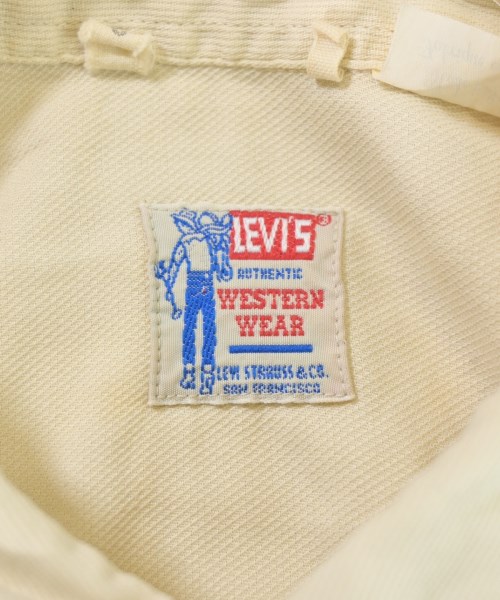 LEVI'S®
AUTHENTIC
WESTERN
WEAR
LEVI STRAUSS & CO.
SAN FRANCISCO